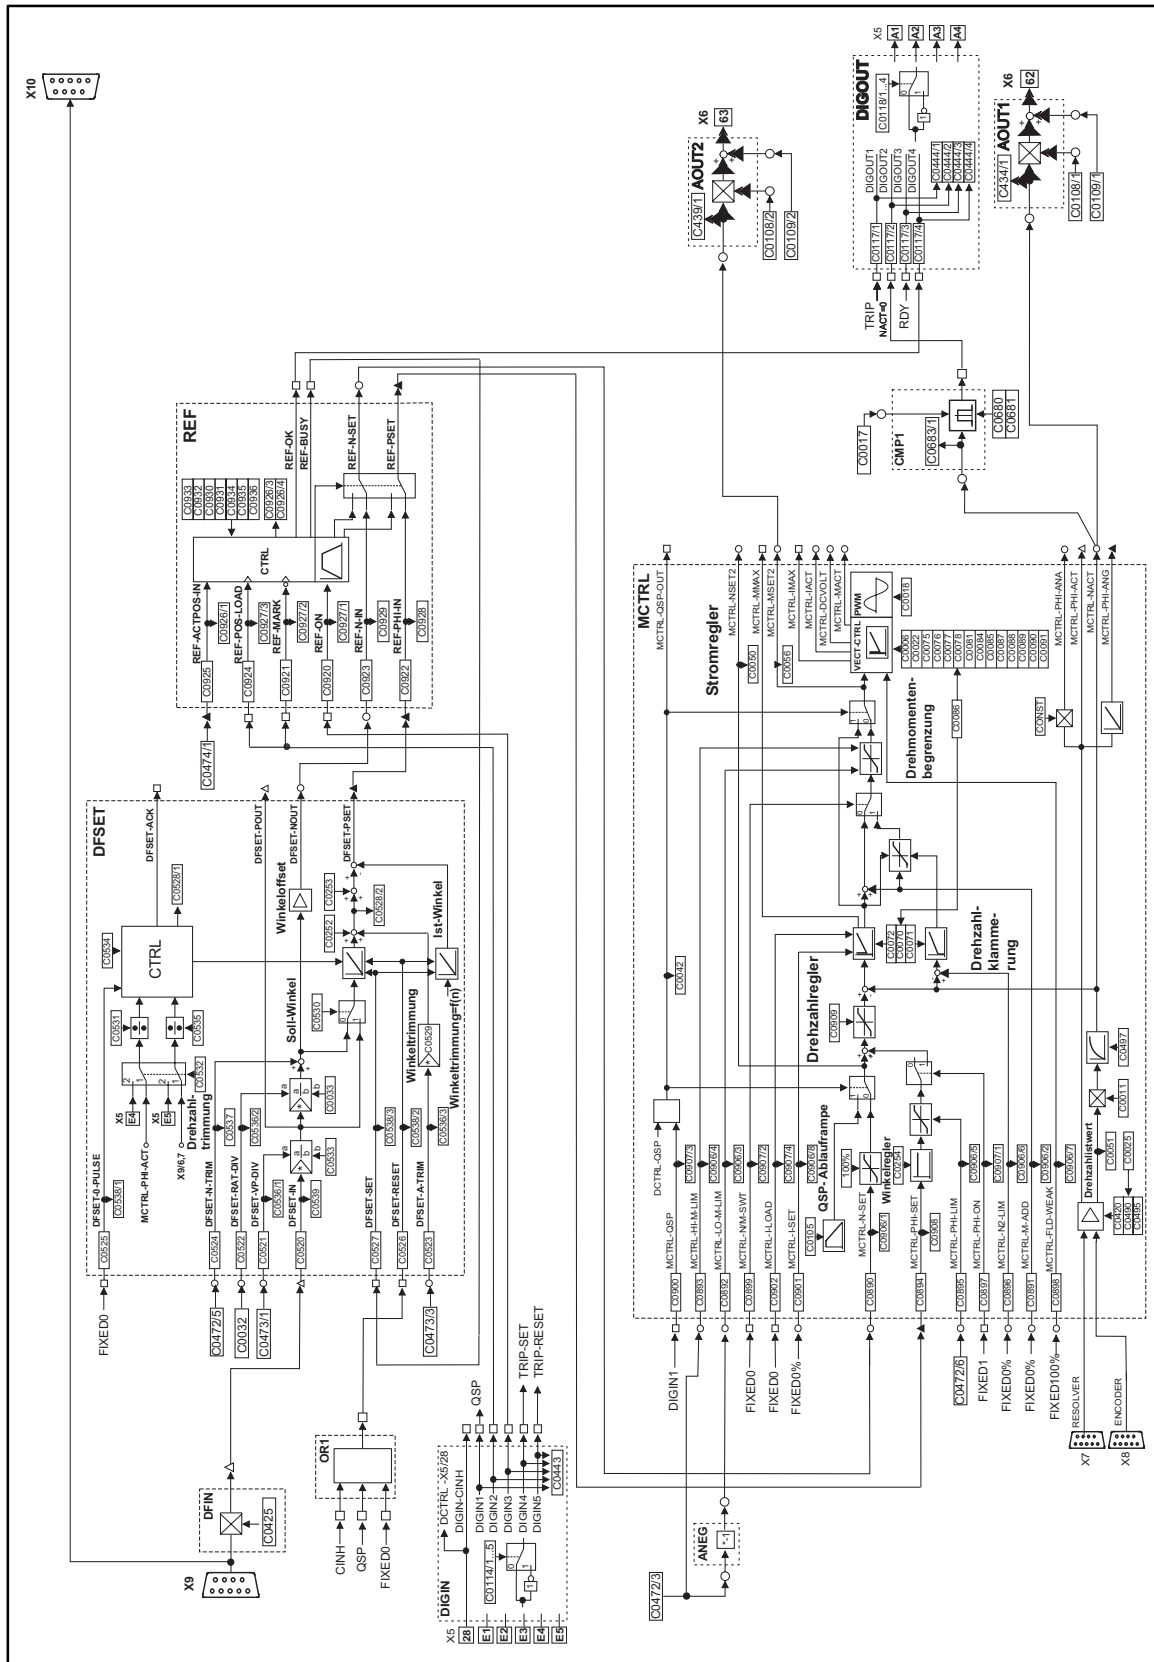 X10
X9
DFIN
C0425
CINH
QSP
FIXED0
OR1
X5
28
E1
E2
E3
E4
E5
DIGIN
DCTRL -X5/28
DIGIN-CINH
C0114/1...5
0
1
1
DIGIN1
DIGIN2
DIGIN3
DIGIN4
DIGIN5
C0443
QSP
TRIP-SET
TRIP-RESET
C0472/3
ANEG
*-1
DFSET
FIXED0
C0525
DFSET-0-PULSE
C0538/1
MCTRL-PHI-ACT
X5
E4
X5
E5
X9/6,7
Drehzahl-
trimmung
C0532
C0531
C0535
C0534
CTRL
C0528/1
DFSET-ACK
C0472/5
C0524
DFSET-N-TRIM
C0537
C0032
C0522
DFSET-RAT-DIV
C0536/2
C0473/1
C0521
DFSET-VP-DIV
C0536/1
C0520
DFSET-IN
C0539
C0533
C0033
a
b
b
a
b
b
Soll-Winkel
C0530
0
1
Winkeloffset
C0252
C0253
C0528/2
DFSET-POUT
DFSET-NOUT
DFSET-PSET
C0527
DFSET-SET
C0538/3
C0526
DFSET-RESET
C0538/2
C0473/3
C0523
DFSET-A-TRIM
C0536/3
Winkeltrimmung
C0529
Winkeltrimmung=f(n)
Ist-Winkel
REF
C0474/1
C0925
REF-ACTPOS-IN
C0926/1
C0924
REF-POS-LOAD
C0927/3
C0921
REF-MARK
C0927/2
C0920
REF-ON
C0927/1
C0923
REF-N-IN
C0929
C0922
REF-PHI-IN
C0928
CTRL
C0933
C0932
C0930
C0931
C0934
C0935
C0936
C0926/3
C0926/4
REF-OK
REF-BUSY
REF-N-SET
REF-PSET
MCTRL
DCTRL-QSP
DIGIN1
C0900
MCTRL-QSP
C0907/3
C0042
MCTRL-QSP-OUT
C0893
MCTRL-HI-M-LIM
C0906/4
C0892
MCTRL-LO-M-LIM
C0906/3
FIXED0
C0899
MCTRL-N/M-SWT
C0907/2
FIXED0
C0902
MCTRL-I-LOAD
C0907/4
FIXED0%
C0901
MCTRL-I-SET
C0906/8
QSP- Ablauframpe
C0105
C0890
MCTRL-N-SET
C0906/1
100%
Winkelregler
C0254
C0894
MCTRL-PHI-SET
C0908
C0472/6
C0895
MCTRL-PHI-LIM
C0906/5
FIXED1
C0897
MCTRL-PHI-ON
C0907/1
FIXED0%
C0896
MCTRL-N2-LIM
C0906/6
FIXED0%
C0891
MCTRL-M-ADD
C0906/2
FIXED100%
C0898
MCTRL-FLD-WEAK
C0906/7
RESOLVER
X7
ENCODER
X8
C0420
C0490
C0495
C0025
C0051
Drehzahlistwert
C0011
C0497
Drehzahlregler
C0909
C0072
C0070
C0071
Drehzahl-
klamme-
rung
Drehmomenten-
begrenzung
C0086
Stromregler
C0050
C0056
VECT-CTRL
PWM
C0018
C0006
C0022
C0075
C0076
C0077
C0078
C0081
C0084
C0085
C0087
C0088
C0089
C0090
C0091
CONST
MCTRL-NSET2
MCTRL-MMAX
MCTRL-MSET2
MCTRL-IMAX
MCTRL-IACT
MCTRL-DCVOLT
MCTRL-MACT
MCTRL-PHI-ANA
MCTRL-PHI-ACT
MCTRL-NACT
MCTRL-PHI-ANG
C0017
CMP1
C0683/1
C0680
C0681
AOUT2
C439/1
X6
63
C0108/2
C0109/2
DIGOUT
TRIP
NACT=0
RDY
C0117/1
C0117/2
C0117/3
C0117/4
DIGOUT1
DIGOUT2
DIGOUT3
DIGOUT4
C0444/1
C0444/2
C0444/3
C0444/4
C0118/1...4
0
1
1
X5
A1
A2
A3
A4
AOUT1
C434/1
X6
62
C0108/1
C0109/1